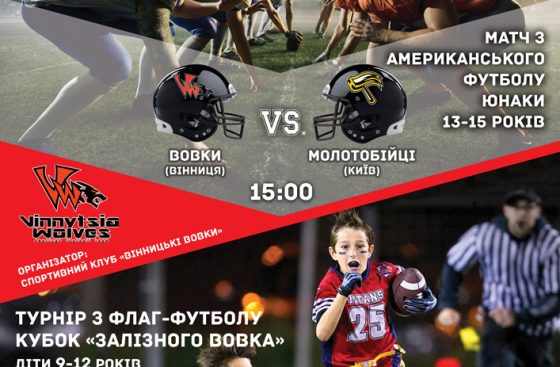 МАТЧ З
АМЕРИКАНСЬКОГО
ФУТБОЛУ
ЮНАКИ
13-15 РОКІВ
VS.
ВОВКИ
(ВІННИЦЯ)
МОЛОТОБІЙЦІ
(КИЇВ)
15:00
Vinnytsia
Wolves
ОРГАНІЗАТОР:
СПОРТИВНИЙ КЛУБ «ВІННИЦЬКІ ВОВКИ»
TITANS
25
ТУРНІР З ФЛАГ-ФУТБОЛУ
КУБОК «ЗАЛІЗНОГО ВОВКА»
ДІТИ 9-12 РОКІВ